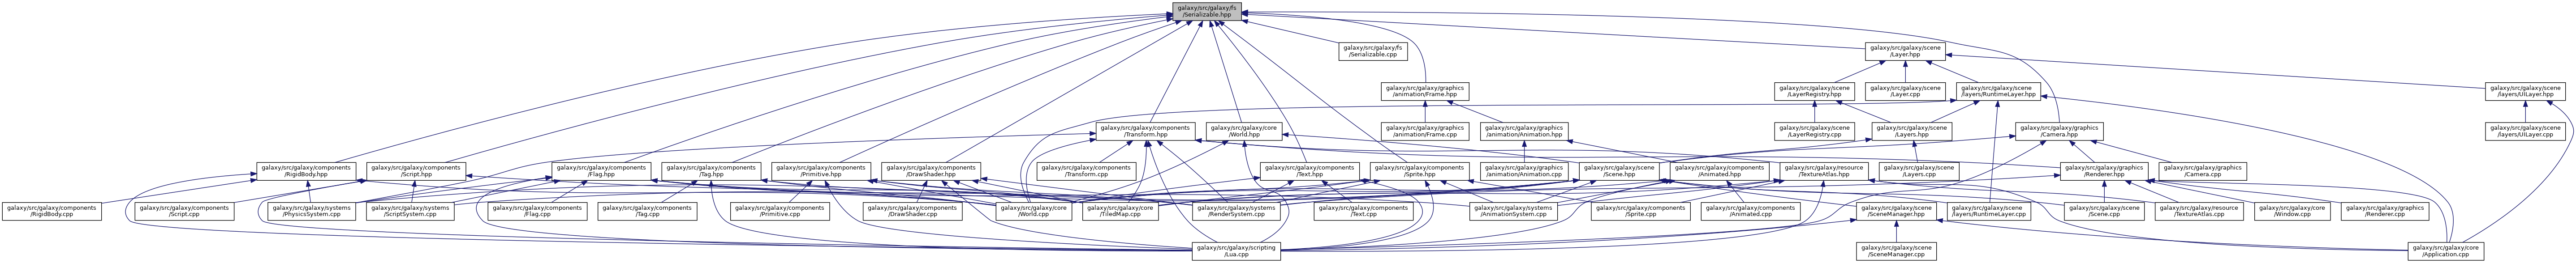 galaxy/src/galaxy/fs
/Serializable.hpp
galaxy/src/galaxy/fs
/Serializable.cpp
galaxy/src/galaxy/scene
/Layer.hpp
galaxy/src/galaxy/graphics
/animation/Frame.hpp
galaxy/src/galaxy/scene
/LayerRegistry.hpp
galaxy/src/galaxy/scene
/Layer.cpp
galaxy/src/galaxy/scene
/layers/RuntimeLayer.hpp
galaxy/src/galaxy/scene
/layers/UILayer.hpp
galaxy/src/galaxy/components
/Transform.hpp
galaxy/src/galaxy/core
/World.hpp
galaxy/src/galaxy/graphics
/animation/Frame.cpp
galaxy/src/galaxy/graphics
/animation/Animation.hpp
galaxy/src/galaxy/scene
/LayerRegistry.cpp
galaxy/src/galaxy/scene
/Layers.hpp
galaxy/src/galaxy/graphics
/Camera.hpp
galaxy/src/galaxy/scene
/layers/UILayer.cpp
galaxy/src/galaxy/components
/RigidBody.hpp
galaxy/src/galaxy/components
/Script.hpp
galaxy/src/galaxy/components
/Flag.hpp
galaxy/src/galaxy/components
/Tag.hpp
galaxy/src/galaxy/components
/Primitive.hpp
galaxy/src/galaxy/components
/DrawShader.hpp
galaxy/src/galaxy/components
/Transform.cpp
galaxy/src/galaxy/components
/Text.hpp
galaxy/src/galaxy/components
/Sprite.hpp
galaxy/src/galaxy/graphics
/animation/Animation.cpp
galaxy/src/galaxy/scene
/Scene.hpp
galaxy/src/galaxy/components
/Animated.hpp
galaxy/src/galaxy/resource
/TextureAtlas.hpp
galaxy/src/galaxy/scene
/Layers.cpp
galaxy/src/galaxy/graphics
/Renderer.hpp
galaxy/src/galaxy/graphics
/Camera.cpp
galaxy/src/galaxy/components
/RigidBody.cpp
galaxy/src/galaxy/components
/Script.cpp
galaxy/src/galaxy/systems
/PhysicsSystem.cpp
galaxy/src/galaxy/systems
/ScriptSystem.cpp
galaxy/src/galaxy/components
/Flag.cpp
galaxy/src/galaxy/components
/Tag.cpp
galaxy/src/galaxy/components
/Primitive.cpp
galaxy/src/galaxy/components
/DrawShader.cpp
galaxy/src/galaxy/core
/World.cpp
galaxy/src/galaxy/core
/TiledMap.cpp
galaxy/src/galaxy/systems
/RenderSystem.cpp
galaxy/src/galaxy/components
/Text.cpp
galaxy/src/galaxy/systems
/AnimationSystem.cpp
galaxy/src/galaxy/components
/Sprite.cpp
galaxy/src/galaxy/components
/Animated.cpp
galaxy/src/galaxy/scene
/SceneManager.hpp
galaxy/src/galaxy/scene
/layers/RuntimeLayer.cpp
galaxy/src/galaxy/scene
/Scene.cpp
galaxy/src/galaxy/resource
/TextureAtlas.cpp
galaxy/src/galaxy/core
/Window.cpp
galaxy/src/galaxy/graphics
/Renderer.cpp
galaxy/src/galaxy/scripting
/Lua.cpp
galaxy/src/galaxy/scene
/SceneManager.cpp
galaxy/src/galaxy/core
/Application.cpp